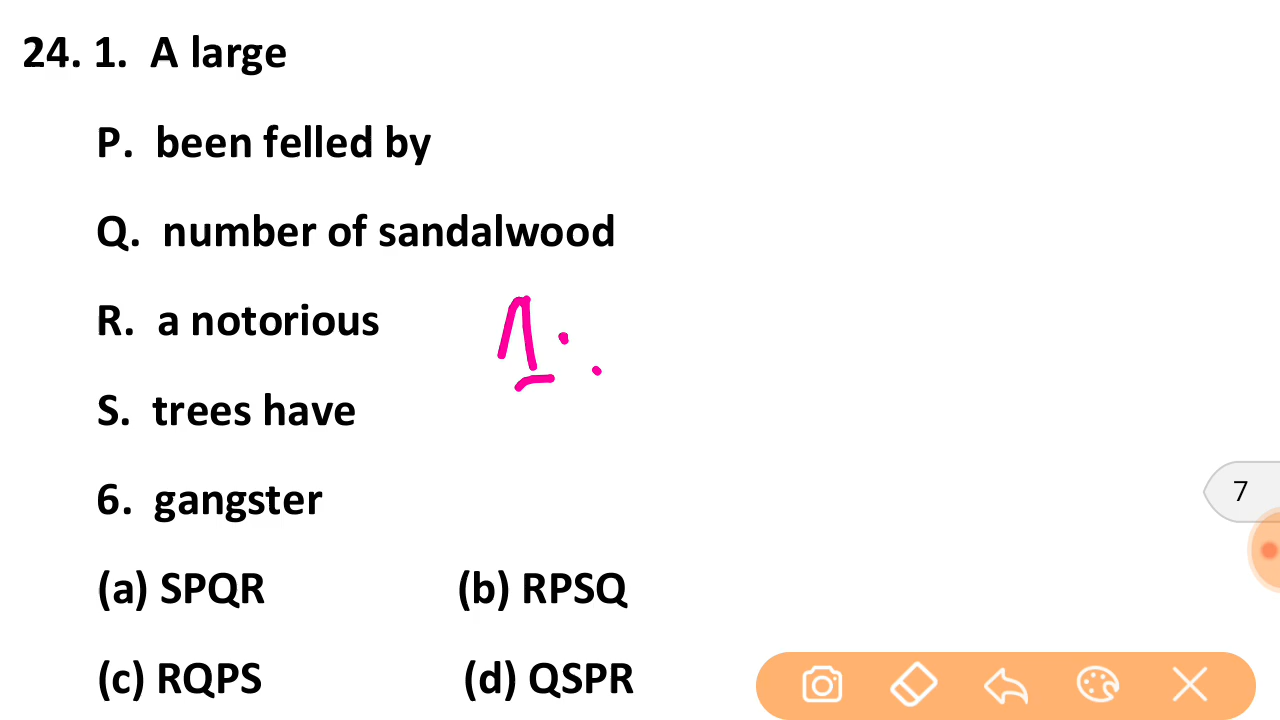 24. 1. A large
P. been felled by
Q. number of sandalwood
R. a notorious
S. trees have
6. gangster
(a) SPQR (b) RPSQ
(c) RQPS (d) QSPR
7